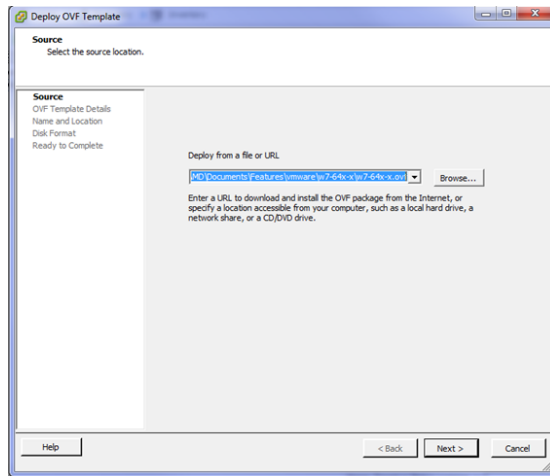 Deploy OVF Template
Source
Select the source location.
Source
OVF Template Details
Name and Location
Disk Format
Ready to Complete
Deploy from a file or URL
MD\Documents\Features\vmware\w7-64x-x\w7-64x-x.ovf
Browse...
Enter a URL to download and install the OVF package from the Internet, or
specify a location accessible from your computer, such as a local hard drive, a
network share, or a CD/DVD drive.
Help
< Back
Next >
Cancel